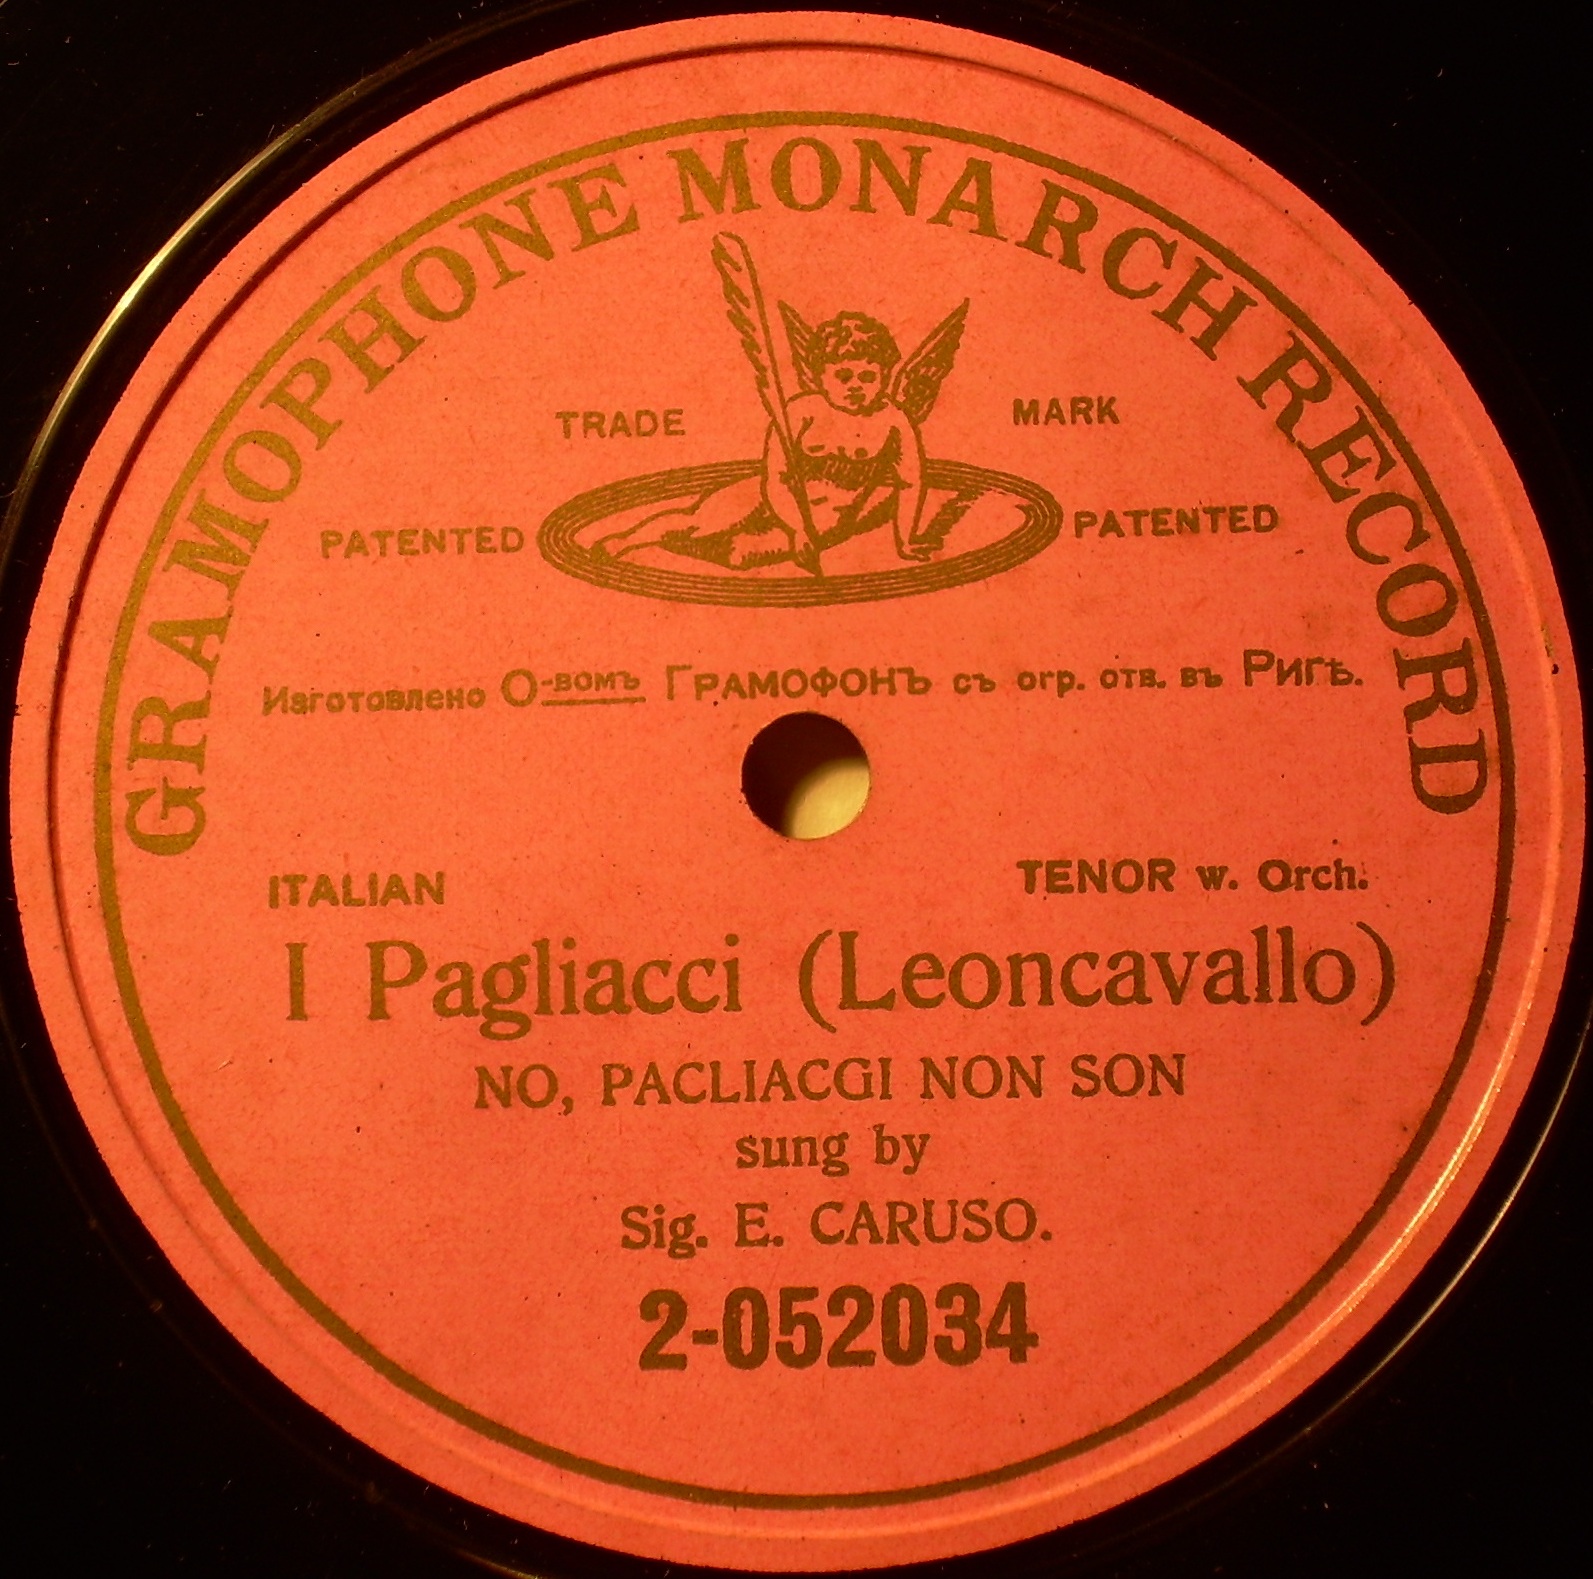 GRAMOPHONE MONARCH RECORD
TRADE MARK
PATENTED PATENTED
Изготовлено О-вомъ ГРАМОФОНЪ съ огр. отв. въ РИГѢ.
ITALIAN TENOR w. Orch.
I Pagliacci (Leoncavallo)
NO, PACLIACGI NON SON
sung by
Sig. E. CARUSO.
2-052034